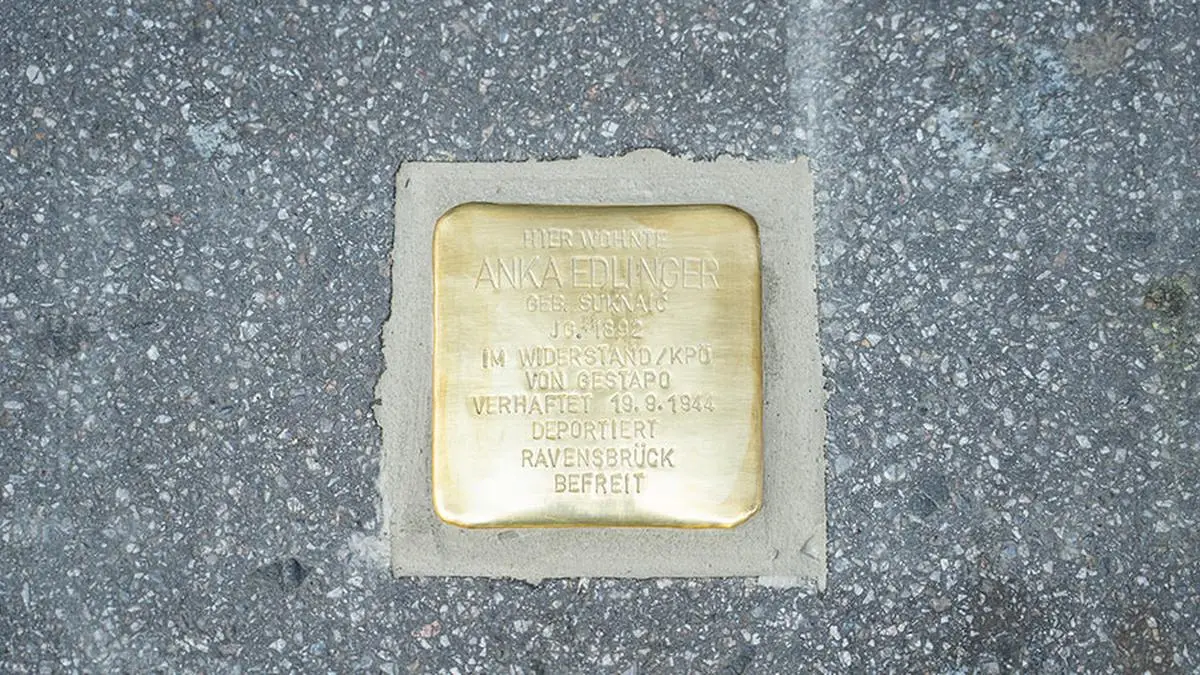 HIER WOHNTE
ANKA EDLINGER
GEB. SUKNAIĆ
JG. 1892
IM WIDERSTAND/KPÖ
VON GESTAPO
VERHAFTET 19.9.1944
DEPORTIERT
RAVENSBRÜCK
BEFREIT